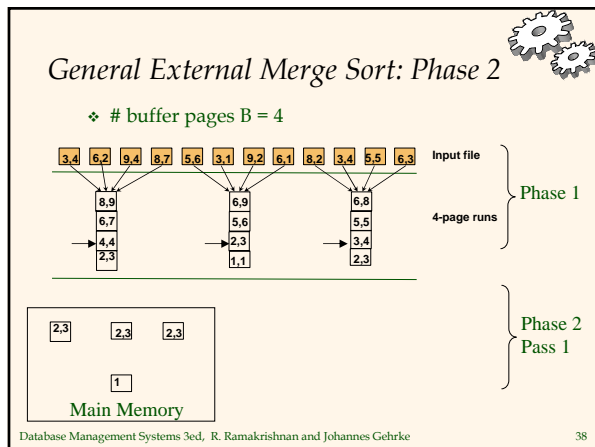 General External Merge Sort: Phase 2
# buffer pages B = 4
3,4 6,2 9,4 8,7 5,6 3,1 9,2 6,1 8,2 3,4 5,5 6,3 Input file
8,9 6,9 6,8
Phase 1
6,7 5,6 5,5 4-page runs
4,4 2,3 3,4
2,3 1,1 2,3
Phase 2
Pass 1
2,3 2,3 2,3
1
Main Memory
Database Management Systems 3ed, R. Ramakrishnan and Johannes Gehrke 38